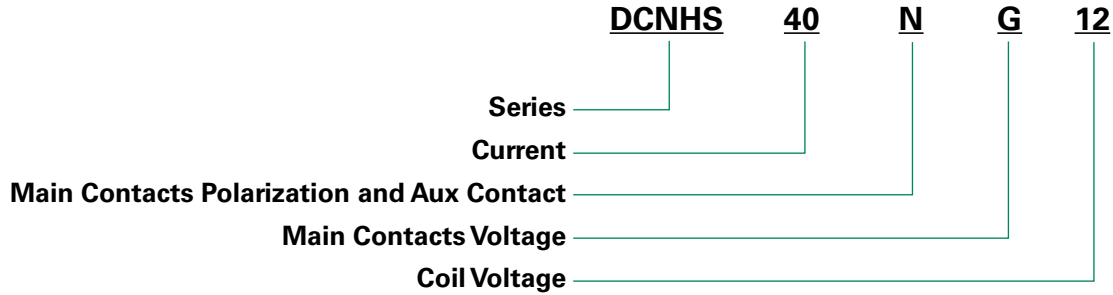 DCNHS 40 N G 12
Series
Current
Main Contacts Polarization and Aux Contact
Main Contacts Voltage
Coil Voltage